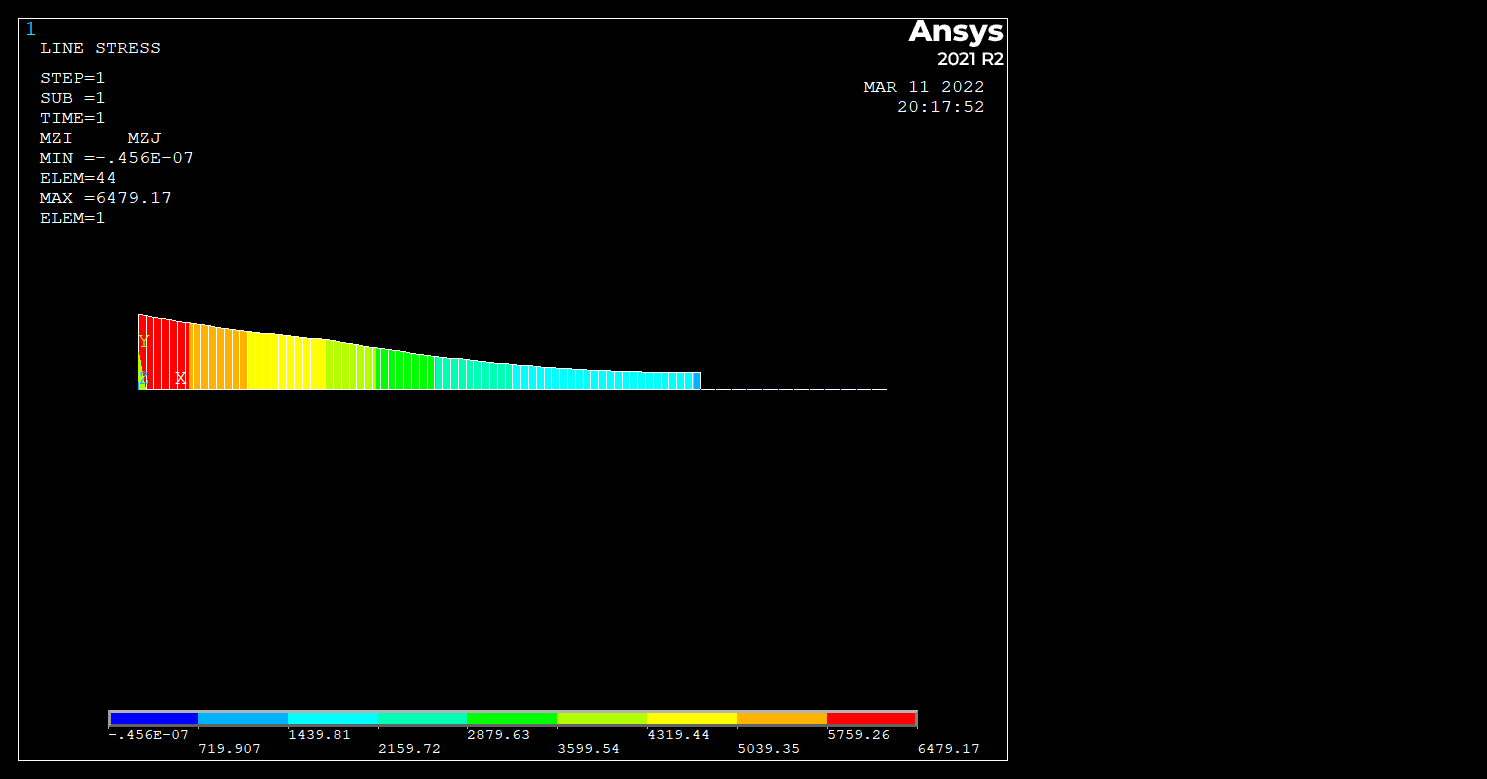 1
Ansys
2021 R2
LINE STRESS
STEP=1
SUB =1
TIME=1
MZI MZJ
MIN =-.456E-07
ELEM=44
MAX =6479.17
ELEM=1
MAR 11 2022
20:17:52
Y
Z X
-.456E-07 1439.81 2879.63 4319.44 5759.26
719.907 2159.72 3599.54 5039.35 6479.17